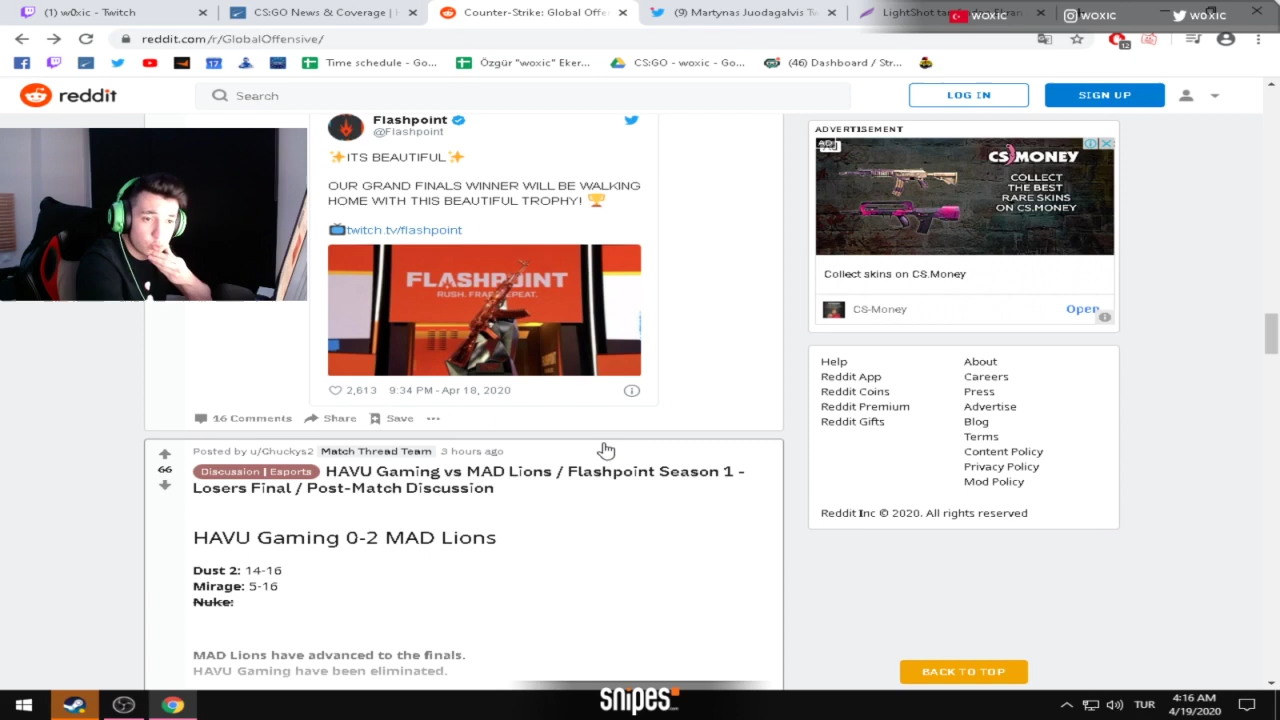 (1) w0xic - Twitch
CS:GO News & Coverage | H
Counter-Strike: Global Offe
(9) Martynas Juodagalvis Tw
LightShot
WOXIC
WOXIC
W0XIC
reddit.com/r/GlobalOffensive/
12
Time schedule - Go...
Özgür "woxic" Eker...
CS:GO - woxic - Go...
(46) Dashboard / Str...
reddit
Search
LOG IN
SIGN UP
Flashpoint
@Flashpoint
✨ITS BEAUTIFUL✨
OUR GRAND FINALS WINNER WILL BE WALKING
HOME WITH THIS BEAUTIFUL TROPHY! 🏆
📺twitch.tv/flashpoint
FLASHPOINT
RUSH. FRAG. REPEAT.
2,613 9:34 PM - Apr 18, 2020
16 Comments Share Save ...
Posted by u/Chuckys2 Match Thread Team 3 hours ago
66
Discussion | Esports HAVU Gaming vs MAD Lions / Flashpoint Season 1 -
Losers Final / Post-Match Discussion
HAVU Gaming 0-2 MAD Lions
Dust 2: 14-16
Mirage: 5-16
Nuke:
MAD Lions have advanced to the finals.
HAVU Gaming have been eliminated.
ADVERTISEMENT
CS MONEY
COLLECT
THE BEST
RARE SKINS
ON CS.MONEY
Collect skins on CS.Money
CS-Money
Open
Help
Reddit App
Reddit Coins
Reddit Premium
Reddit Gifts
About
Careers
Press
Advertise
Blog
Terms
Content Policy
Privacy Policy
Mod Policy
Reddit Inc © 2020. All rights reserved
BACK TO TOP
snipes.com
TUR
4:16 AM
4/19/2020